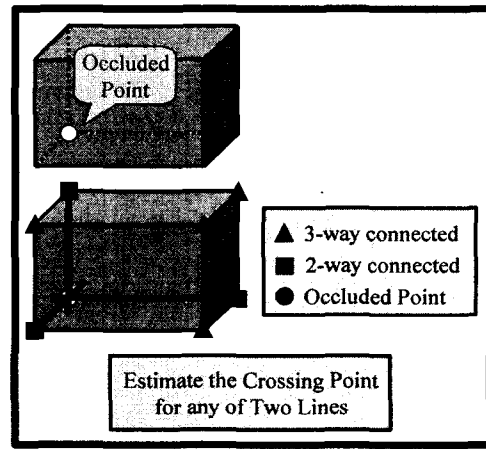 Occluded
Point
3-way connected
2-way connected
Occluded Point
Estimate the Crossing Point
for any of Two Lines